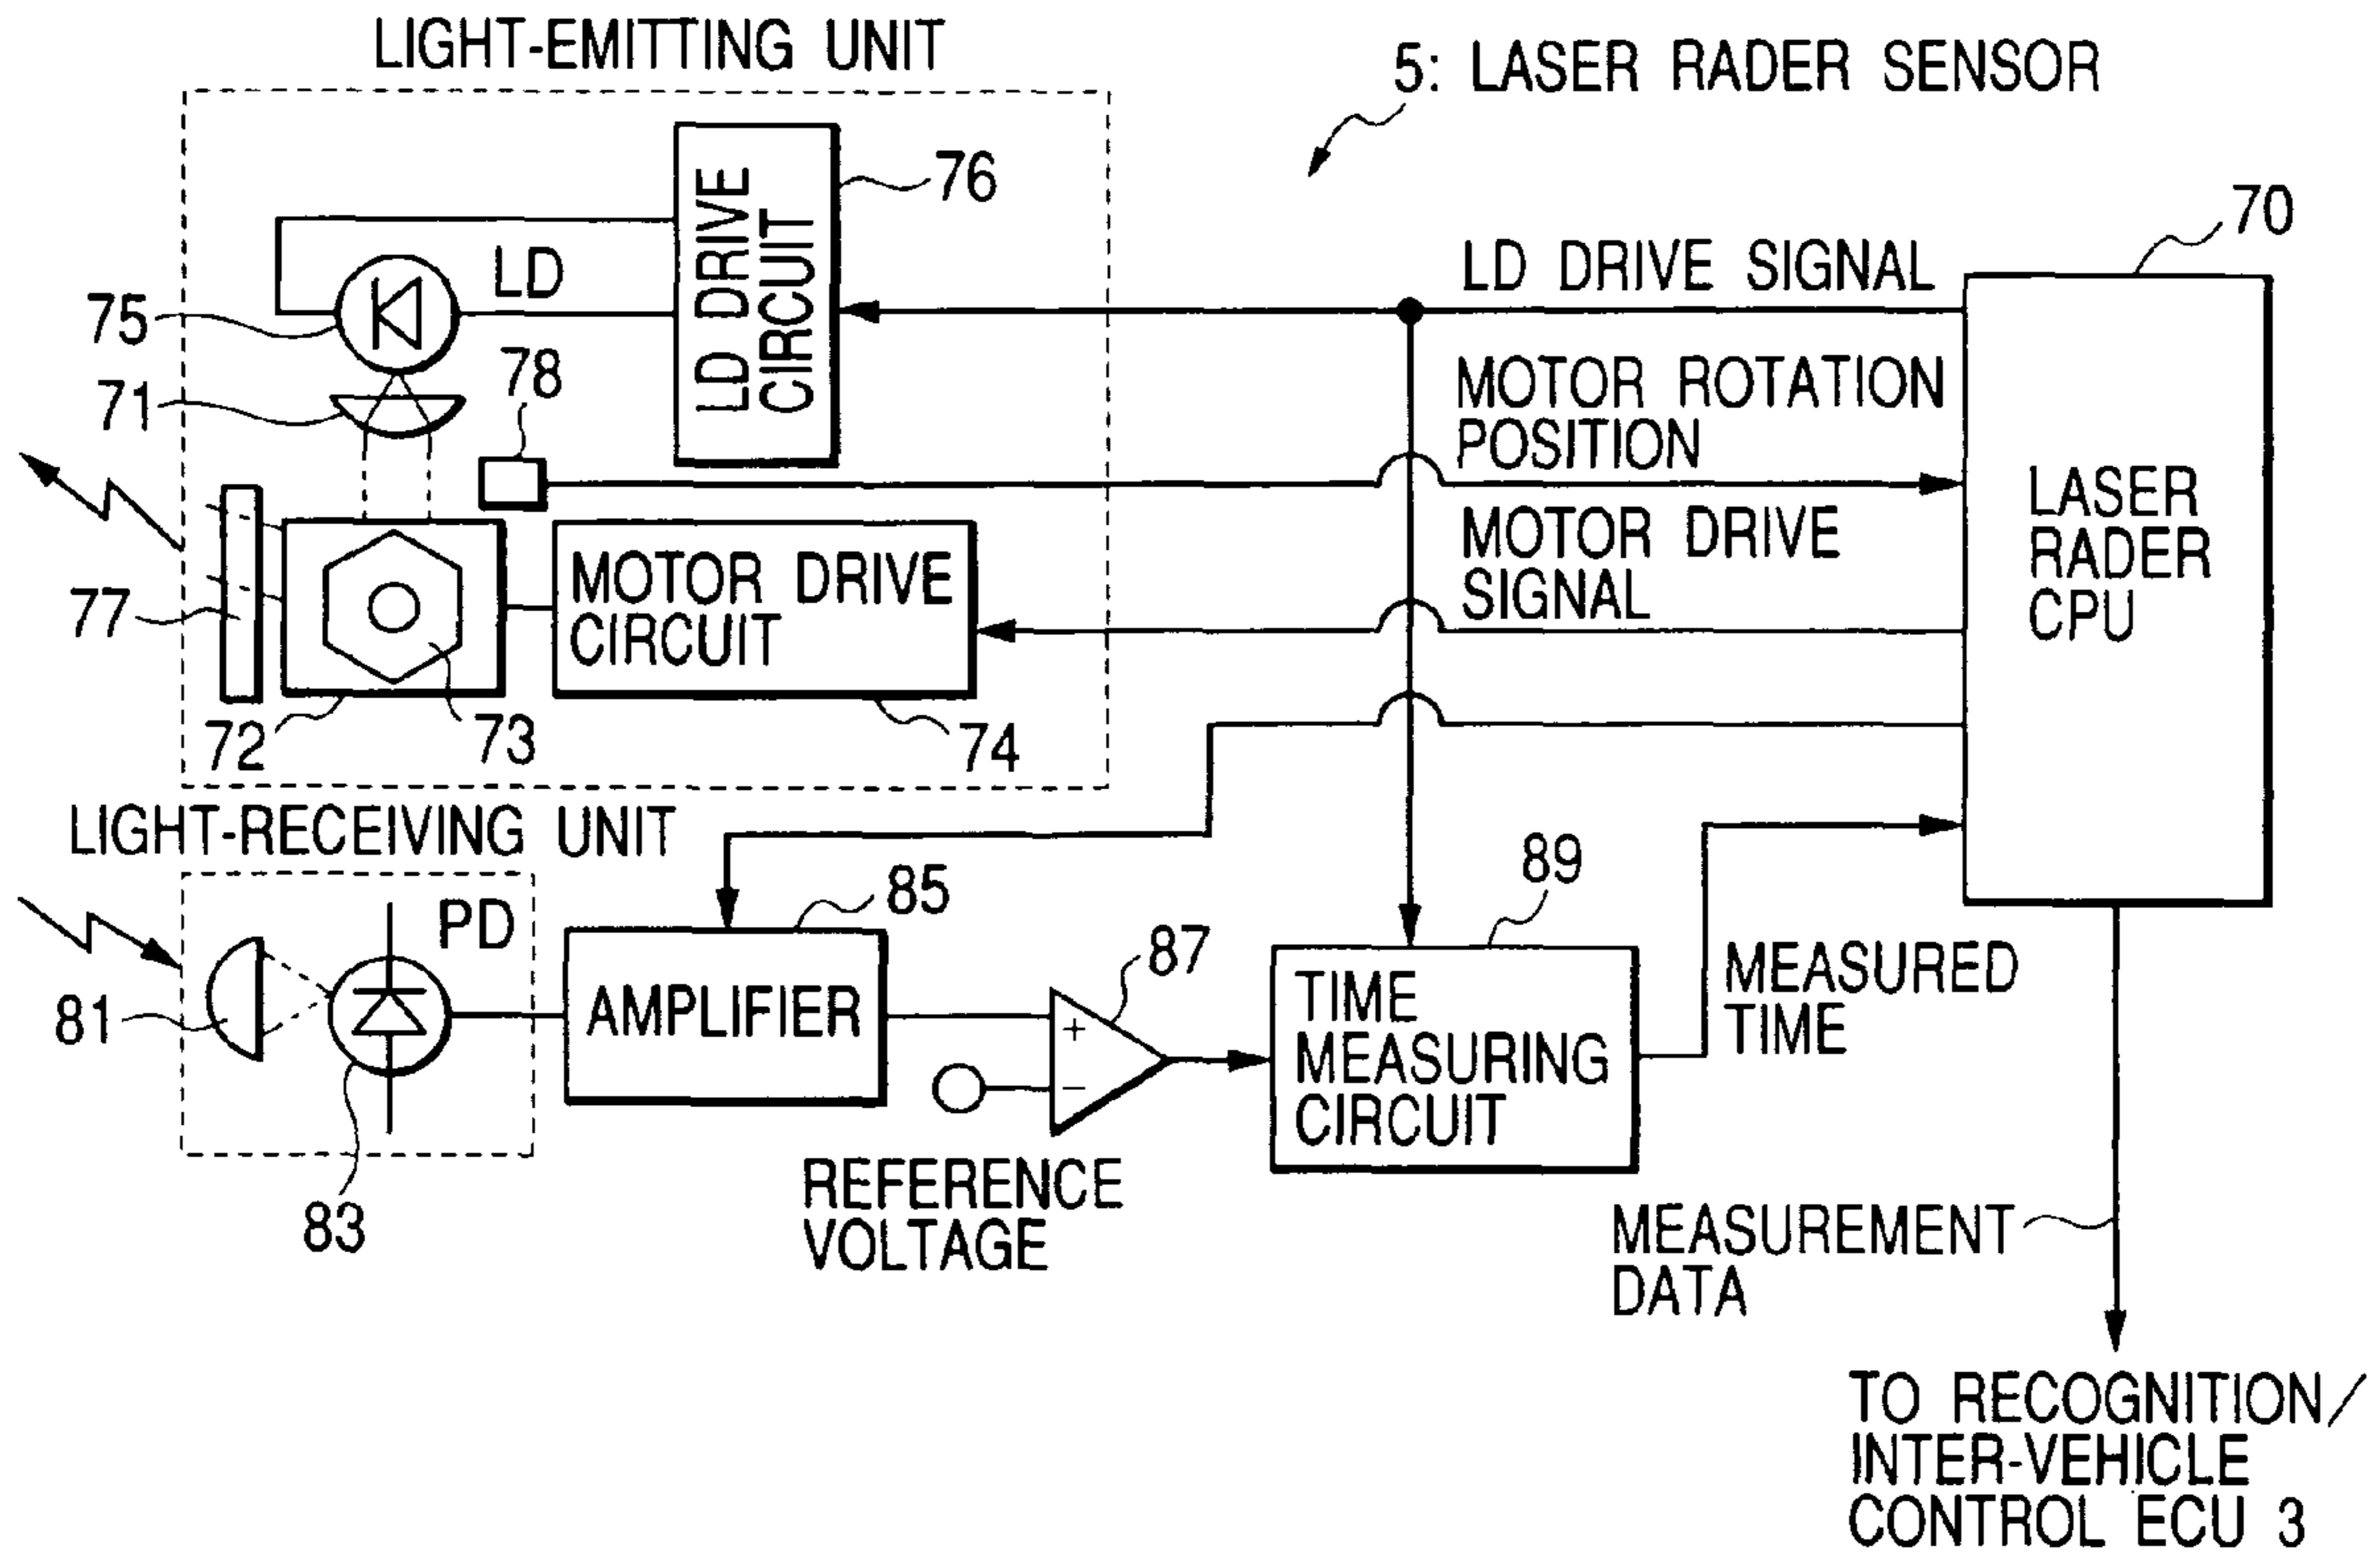 LIGHT-EMITTING UNIT
5: LASER RADER SENSOR
76
LD DRIVE
CIRCUIT
70
LD
LD DRIVE SIGNAL
75
78
71
MOTOR ROTATION
POSITION
LASER
RADER
CPU
MOTOR DRIVE
SIGNAL
MOTOR DRIVE
CIRCUIT
77
72
73
74
LIGHT-RECEIVING UNIT
89
85
PD
87
81
AMPLIFIER
+
−
TIME
MEASURING
CIRCUIT
MEASURED
TIME
83
REFERENCE
VOLTAGE
MEASUREMENT
DATA
TO RECOGNITION/
INTER-VEHICLE
CONTROL ECU 3